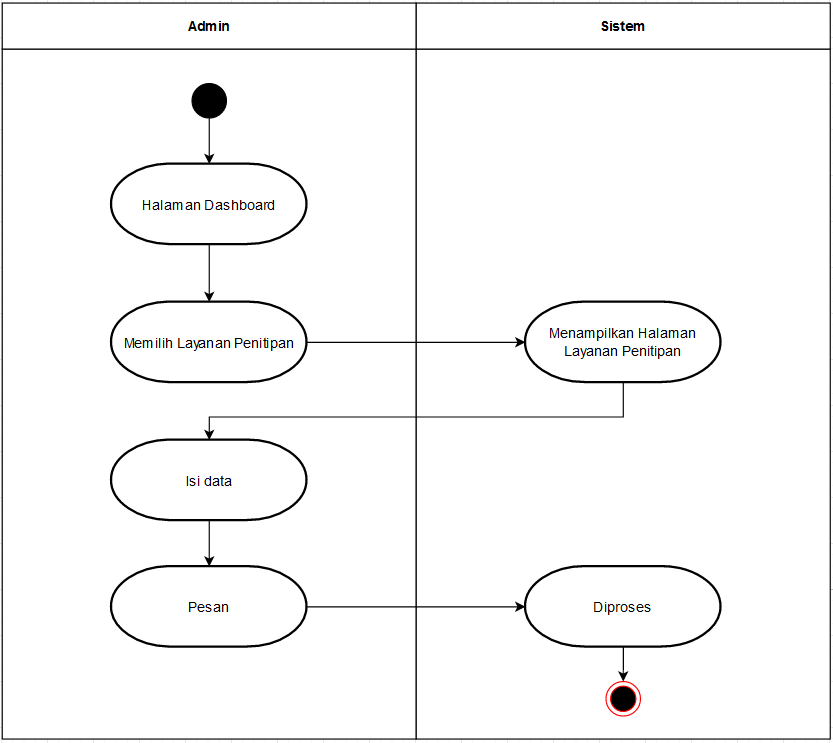 Admin
Sistem
Halaman Dashboard
Memilih Layanan Penitipan
Menampilkan Halaman
Layanan Penitipan
Isi data
Pesan
Diproses